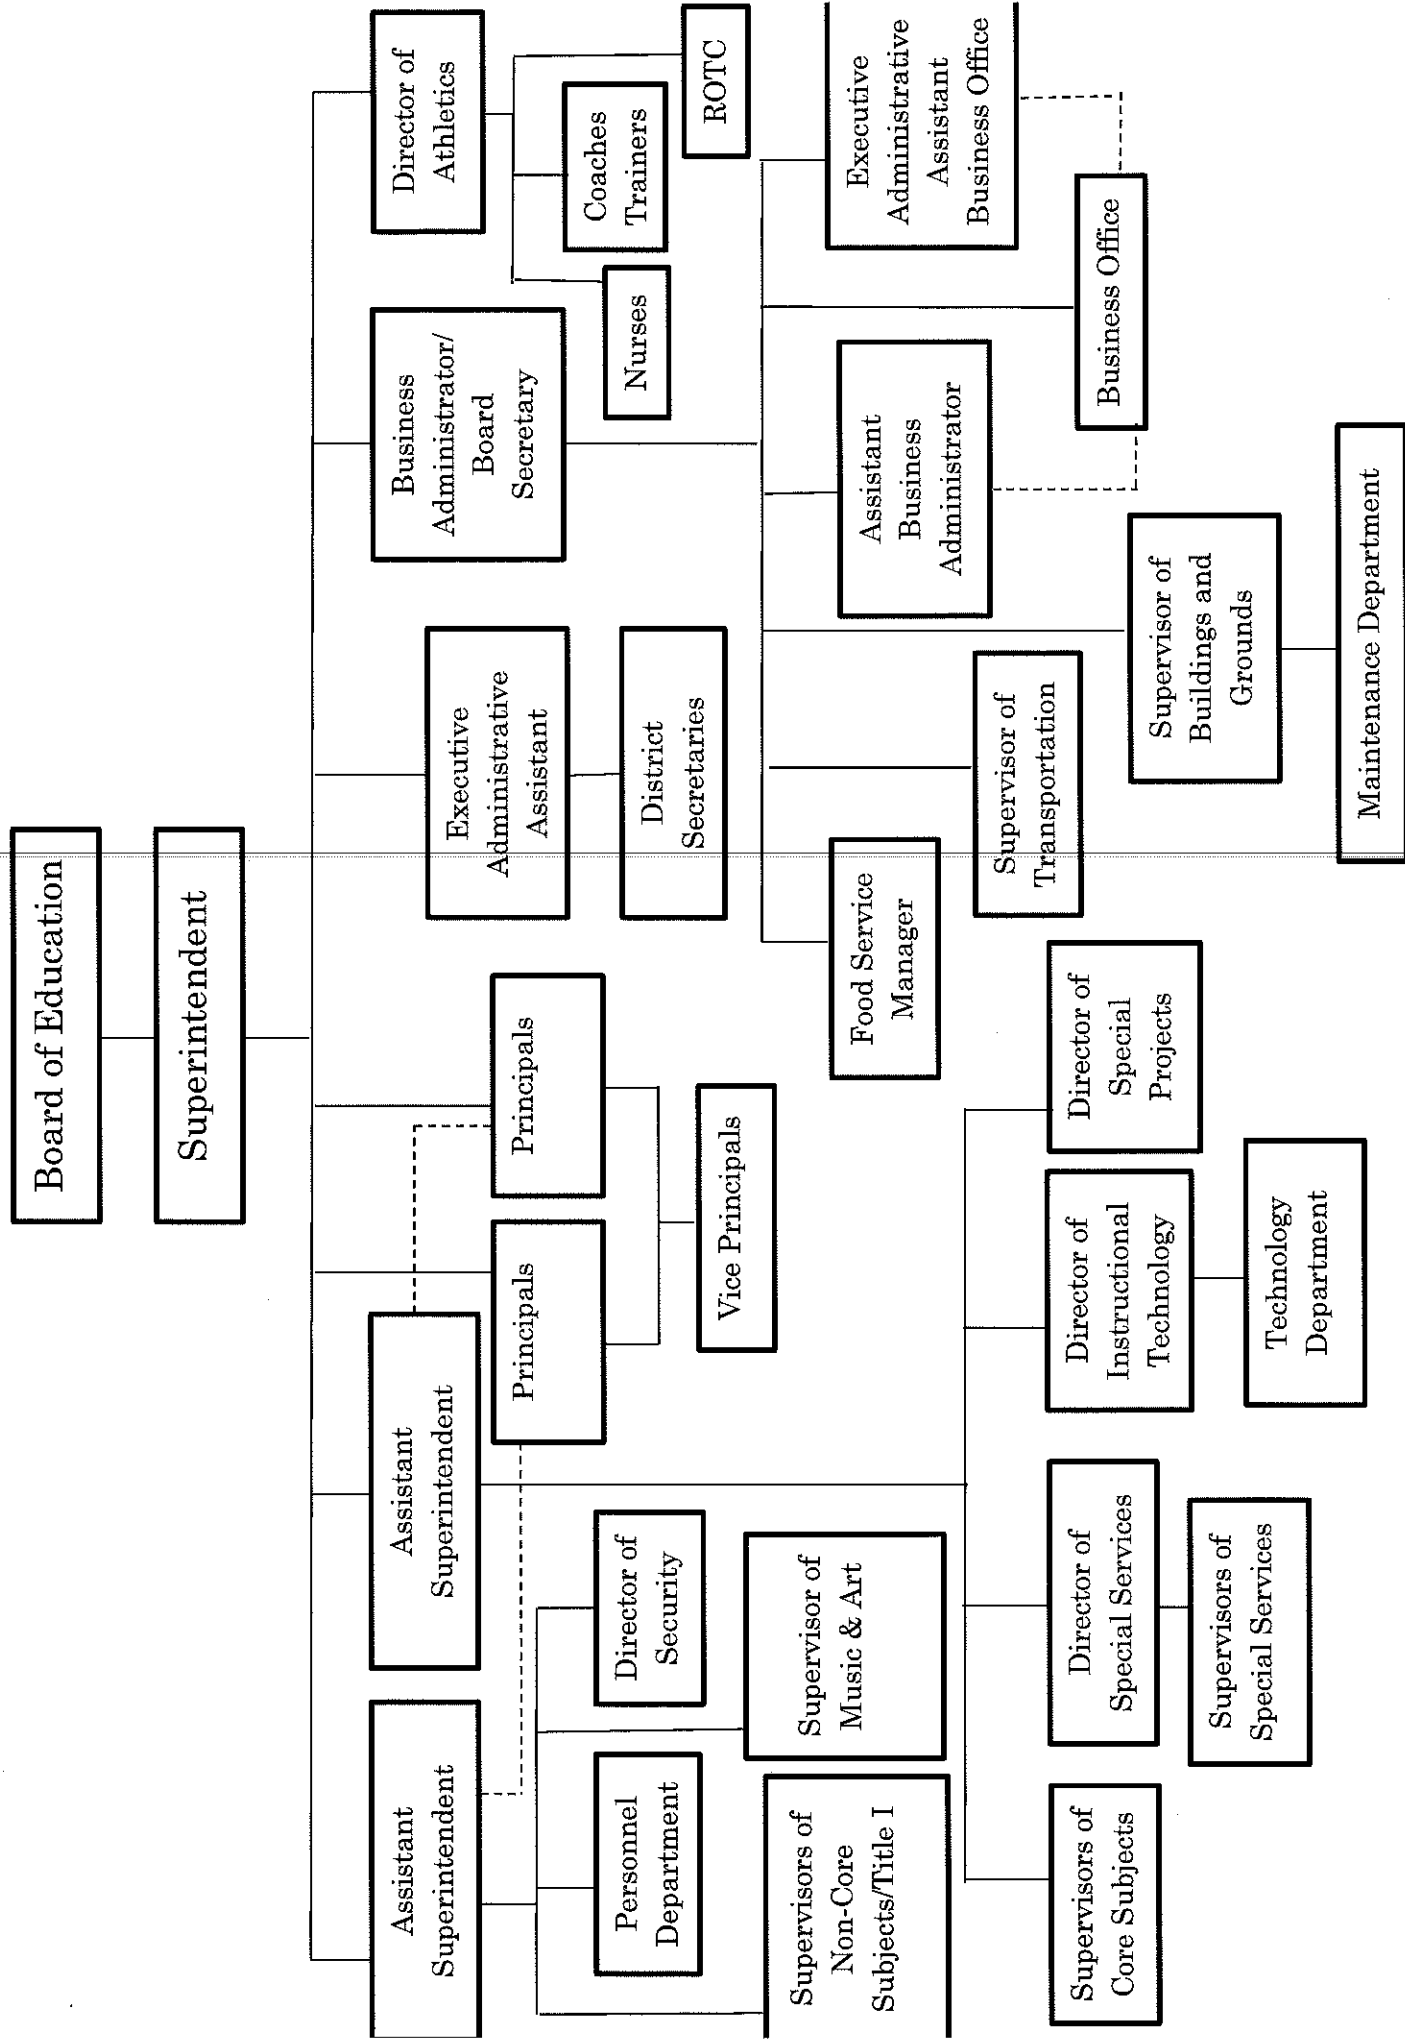 Board of Education
Superintendent
Assistant
Superintendent
Assistant
Superintendent
Principals
Principals
Vice Principals
Executive
Administrative
Assistant
District
Secretaries
Business
Administrator/
Board
Secretary
Director of
Athletics
Nurses
Coaches
Trainers
ROTC
Personnel
Department
Director of
Security
Supervisors of
Non-Core
Subjects/Title I
Supervisor of
Music & Art
Food Service
Manager
Supervisor of
Transportation
Supervisor of
Buildings and
Grounds
Maintenance Department
Assistant
Business
Administrator
Business Office
Executive
Administrative
Assistant
Business Office
Supervisors of
Core Subjects
Director of
Special Services
Supervisors of
Special Services
Director of
Instructional
Technology
Technology
Department
Director of
Special
Projects